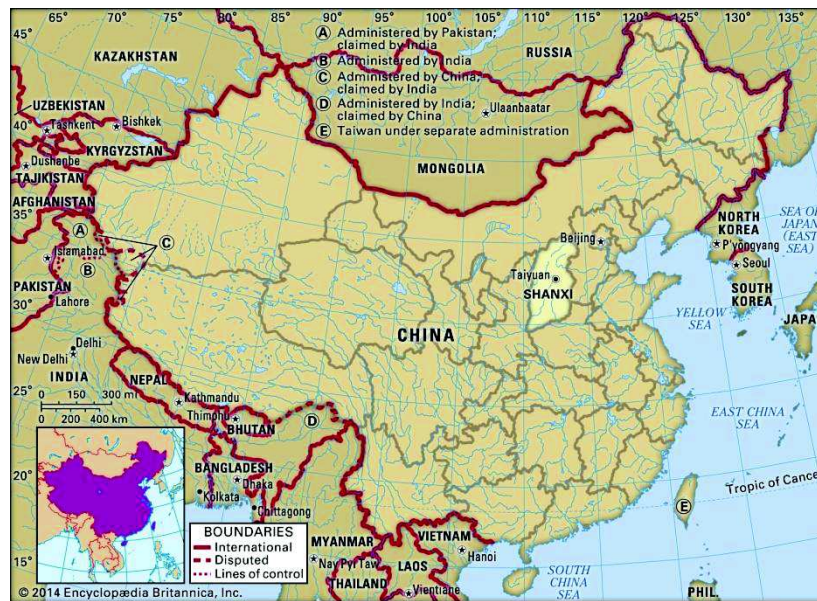 65° 70° 75° 80° 85° 90° 95° 100° 105° 110° 115° 120° 125° 130° 135°
45°
40°
35°
30°
25°
20°
15°
A Administered by Pakistan;
claimed by India
B Administered by India
C Administered by China;
claimed by India
D Administered by India;
claimed by China
E Taiwan under separate administration
KAZAKHSTAN
RUSSIA
UZBEKISTAN
Tashkent
Bishkek
KYRGYZSTAN
Dushanbe
TAJIKISTAN
AFGHANISTAN
Ulaanbaatar
MONGOLIA
A
C
Islamabad
B
PAKISTAN
Lahore
Delhi
New Delhi
INDIA
NEPAL
Kathmandu
Thimphu
BHUTAN
D
BANGLADESH
Dhaka
Kolkata
Chittagong
MYANMAR
Nay Pyi Taw
THAILAND
LAOS
Vientiane
VIETNAM
Hanoi
CHINA
Beijing
Taiyuan
SHANXI
NORTH
KOREA
P'yŏngyang
Seoul
SOUTH
KOREA
SEA OF
JAPAN
(EAST
SEA)
YELLOW
SEA
JAPA
EAST CHINA
SEA
Tropic of Cance
E
SOUTH
CHINA
SEA
PHIL.
0 150 300 mi
0 200 400 km
BOUNDARIES
International
Disputed
Lines of control
© 2014 Encyclopædia Britannica, Inc.